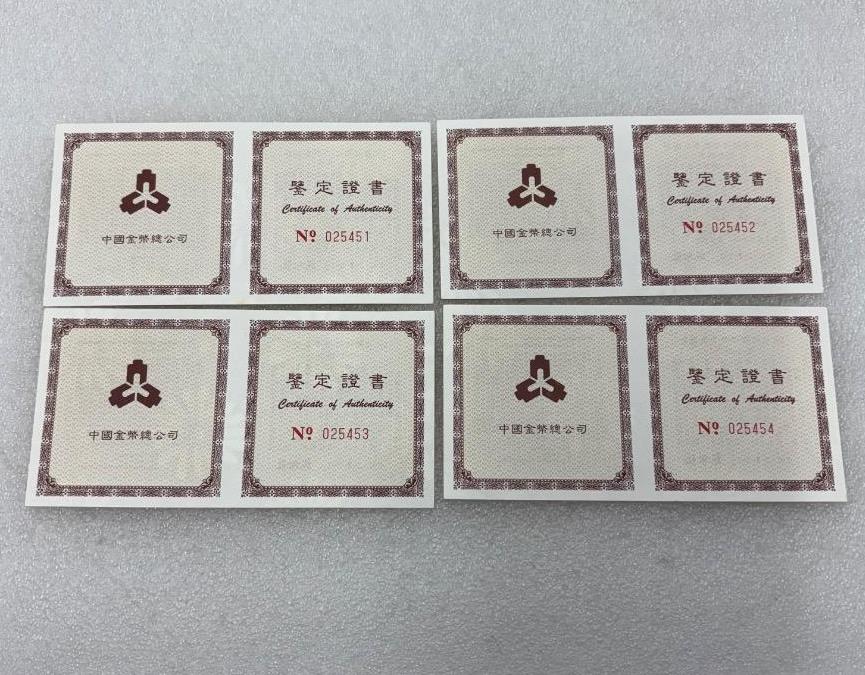 中國金幣總公司
鑒定證書
Certificate of Authenticity
Nº 025451
中國金幣總公司
鑒定證書
Certificate of Authenticity
Nº 025452
中國金幣總公司
鑒定證書
Certificate of Authenticity
Nº 025453
中國金幣總公司
鑒定證書
Certificate of Authenticity
Nº 025454